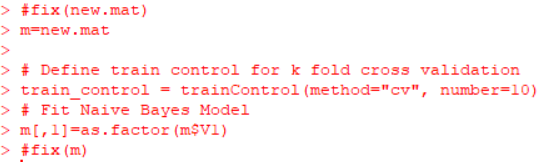 > #fix(new.mat)
> m=new.mat
>
> # Define train control for k fold cross validation
> train_control = trainControl(method="cv", number=10)
> # Fit Naive Bayes Model
> m[,1]=as.factor(m$V1)
> #fix(m)